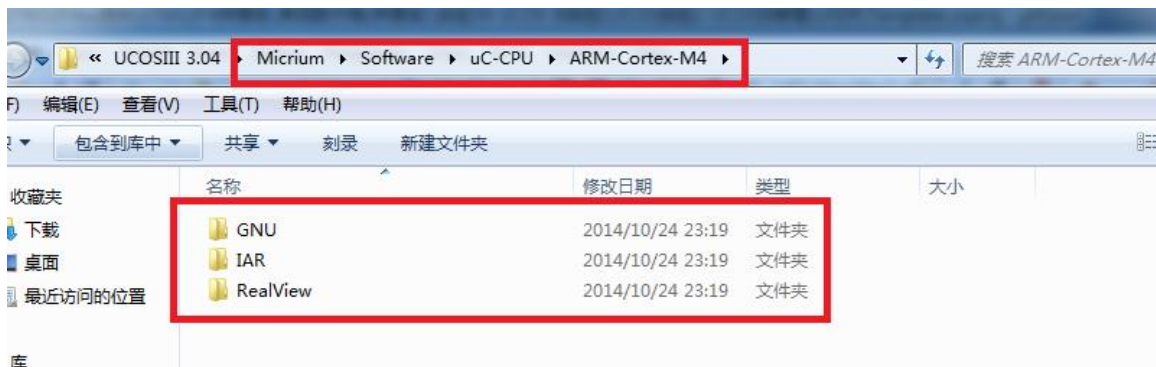 « UCOSIII 3.04 ▸ Micrium ▸ Software ▸ uC-CPU ▸ ARM-Cortex-M4 ▸ 搜索 ARM-Cortex-M4
F) 编辑(E) 查看(V) 工具(T) 帮助(H)
包含到库中 ▼ 共享 ▼ 刻录 新建文件夹
收藏夹 名称 修改日期 类型 大小
下载 GNU 2014/10/24 23:19 文件夹
桌面 IAR 2014/10/24 23:19 文件夹
最近访问的位置 RealView 2014/10/24 23:19 文件夹
库